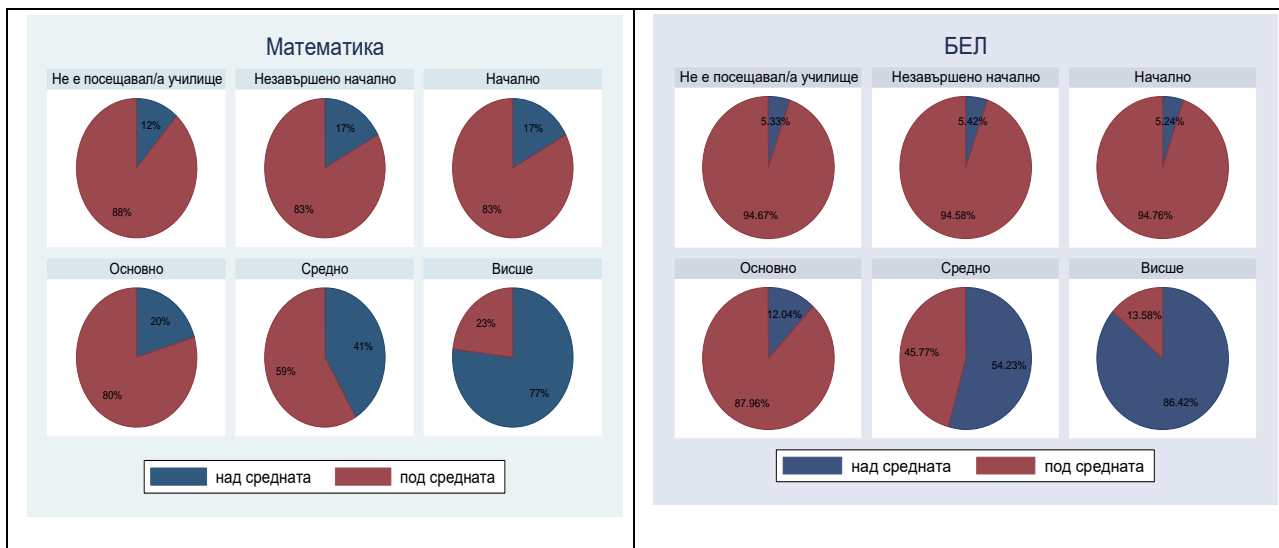 Математика
Не е посещавал/а училище
Незавършено начално
Начално
12%
88%
17%
83%
17%
83%
Основно
Средно
Висше
20%
80%
41%
59%
23%
77%
над средната
под средната
БЕЛ
Не е посещавал/а училище
Незавършено начално
Начално
5.33%
94.67%
5.42%
94.58%
5.24%
94.76%
Основно
Средно
Висше
12.04%
87.96%
45.77%
54.23%
13.58%
86.42%
над средната
под средната